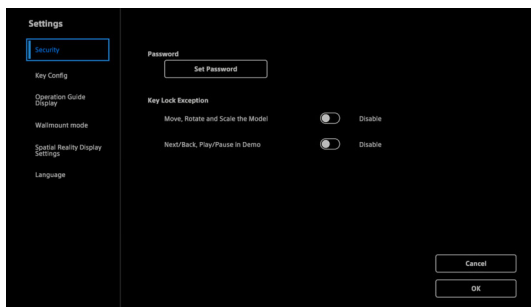 Settings
Security
Key Config
Operation Guide
Display
Wallmount mode
Spatial Reality Display
Settings
Language
Password
Set Password
Key Lock Exception
Move, Rotate and Scale the Model
Disable
Next/Back, Play/Pause in Demo
Disable
Cancel
OK